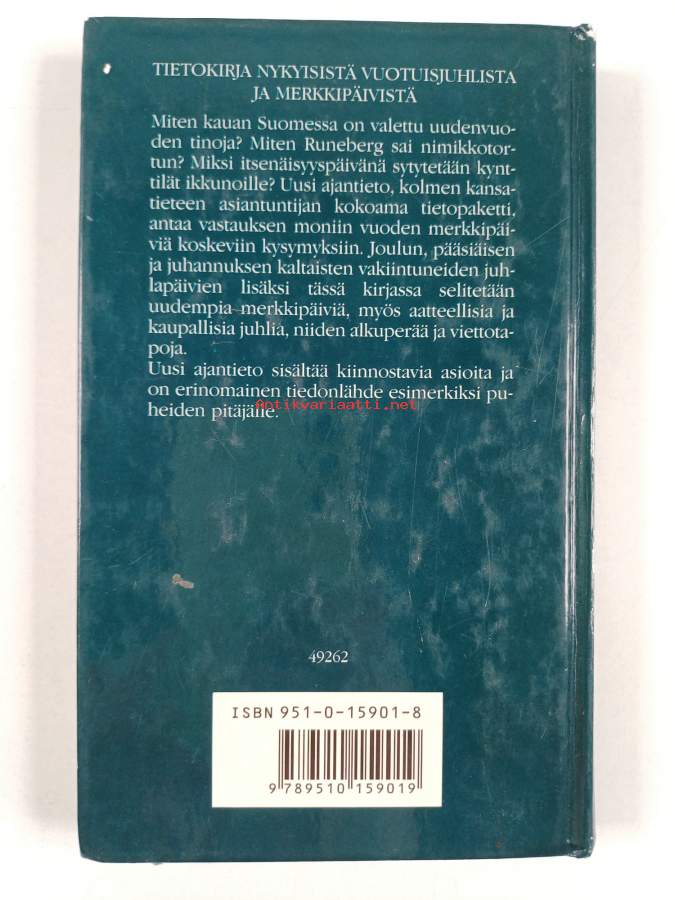 TIETOKIRJA NYKYISISTÄ VUOTUISJUHLISTA
JA MERKKIPÄIVISTÄ
Miten kauan Suomessa on valettu uudenvuo-
den tinoja? Miten Runeberg sai nimikkotor-
tun? Miksi itsenäisyyspäivänä sytytetään kynt-
tilät ikkunoille? Uusi ajantieto, kolmen kansa-
tieteen asiantuntijan kokoama tietopaketti,
antaa vastauksen moniin vuoden merkkipäi-
viä koskeviin kysymyksiin. Joulun, pääsiäisen
ja juhannuksen kaltaisten vakiintuneiden juh-
lapäivien lisäksi tässä kirjassa selitetään
uudempia merkkipäiviä, myös aatteellisia ja
kaupallisia juhlia, niiden alkuperää ja viettota-
poja.
Uusi ajantieto sisältää kiinnostavia asioita ja
on erinomainen tiedonlähde esimerkiksi pu-
heiden pitäjälle.
Antikvariaatti.net
49262
ISBN 951-0-15901-8
9 789510 159019